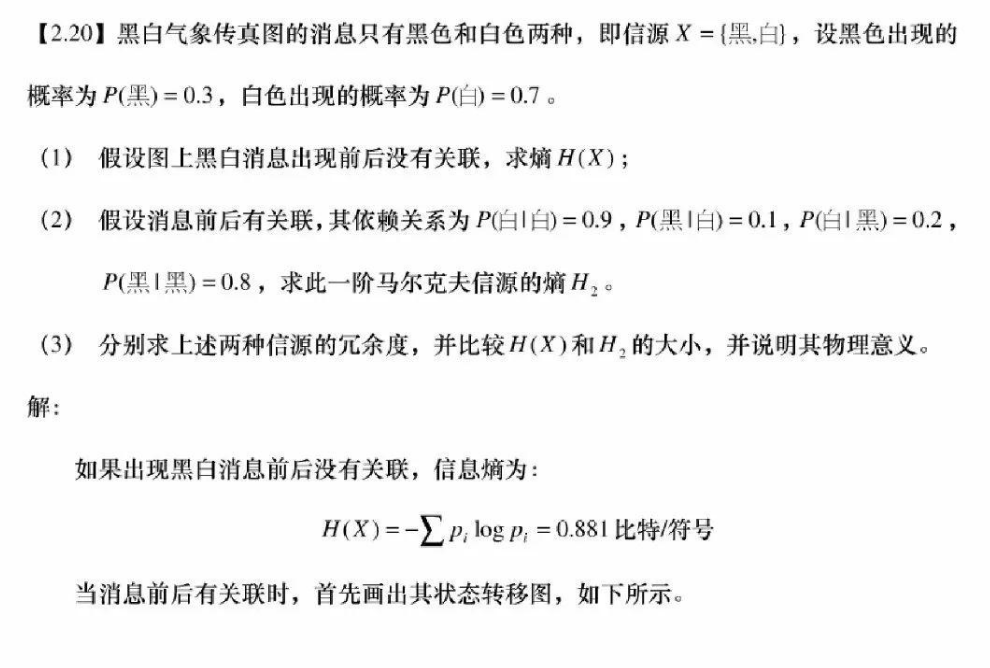 【2.20】黑白气象传真图的消息只有黑色和白色两种，即信源 X = {黑,白}，设黑色出现的
概率为 P(黑) = 0.3，白色出现的概率为 P(白) = 0.7 。
（1） 假设图上黑白消息出现前后没有关联，求熵 H(X)；
（2） 假设消息前后有关联，其依赖关系为 P(白|白) = 0.9，P(黑|白) = 0.1，P(白|黑) = 0.2，
P(黑|黑) = 0.8，求此一阶马尔克夫信源的熵 H₂ 。
（3） 分别求上述两种信源的冗余度，并比较 H(X) 和 H₂ 的大小，并说明其物理意义。
解：
如果出现黑白消息前后没有关联，信息熵为：
H(X) = −∑ pᵢ log pᵢ = 0.881 比特/符号
当消息前后有关联时，首先画出其状态转移图，如下所示。